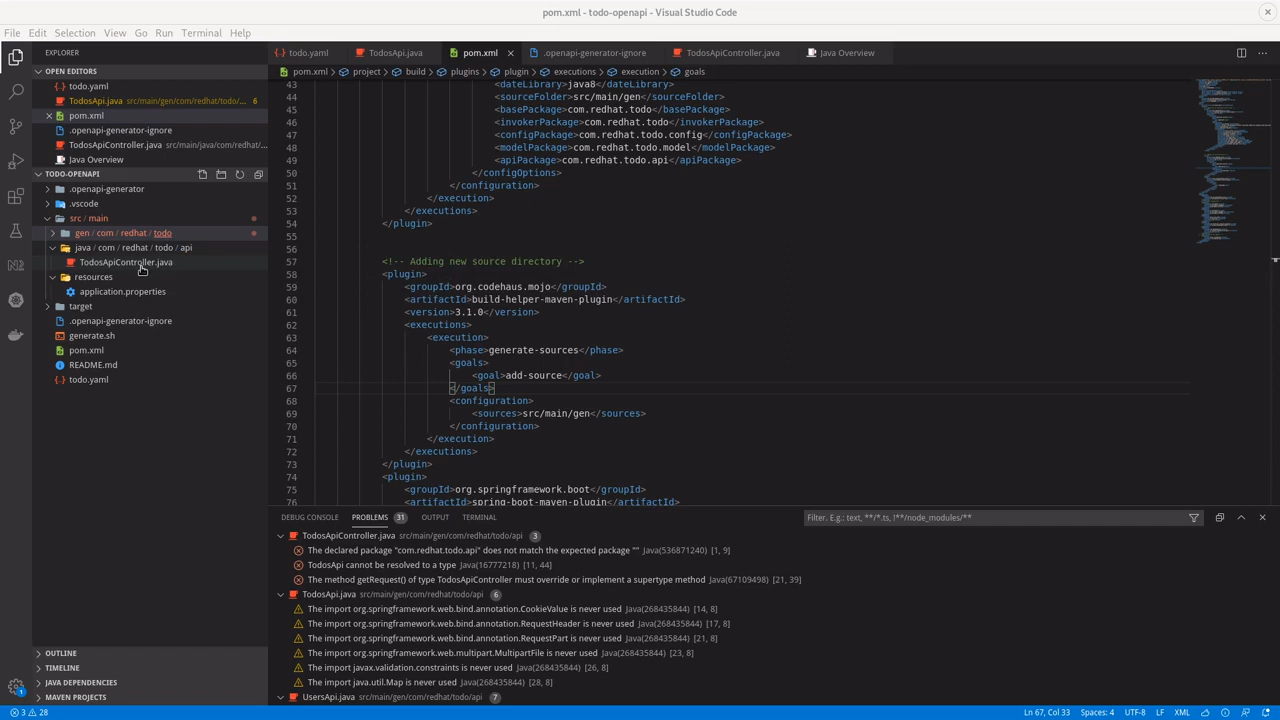 pom.xml - todo-openapi - Visual Studio Code
File Edit Selection View Go Run Terminal Help
EXPLORER
OPEN EDITORS
todo.yaml
TodosApi.java src/main/gen/com/redhat/todo/... 6
pom.xml
.openapi-generator-ignore
TodosApiController.java src/main/java/com/redhat/...
Java Overview
TODO-OPENAPI
.openapi-generator
.vscode
src / main
gen / com / redhat / todo
java / com / redhat / todo / api
TodosApiController.java
resources
application.properties
target
.openapi-generator-ignore
generate.sh
pom.xml
README.md
todo.yaml
OUTLINE
TIMELINE
JAVA DEPENDENCIES
MAVEN PROJECTS
todo.yaml TodosApi.java pom.xml .openapi-generator-ignore TodosApiController.java Java Overview
pom.xml project build plugins plugin executions execution goals
43 <dateLibrary>java8</dateLibrary>
44 <sourceFolder>src/main/gen</sourceFolder>
45 <basePackage>com.redhat.todo</basePackage>
46 <invokerPackage>com.redhat.todo</invokerPackage>
47 <configPackage>com.redhat.todo.config</configPackage>
48 <modelPackage>com.redhat.todo.model</modelPackage>
49 <apiPackage>com.redhat.todo.api</apiPackage>
50 </configOptions>
51 </configuration>
52 </execution>
53 </executions>
54 </plugin>
55
56
57 <!-- Adding new source directory -->
58 <plugin>
59 <groupId>org.codehaus.mojo</groupId>
60 <artifactId>build-helper-maven-plugin</artifactId>
61 <version>3.1.0</version>
62 <executions>
63 <execution>
64 <phase>generate-sources</phase>
65 <goals>
66 <goal>add-source</goal>
67 </goals>
68 <configuration>
69 <sources>src/main/gen</sources>
70 </configuration>
71 </execution>
72 </executions>
73 </plugin>
74 <plugin>
75 <groupId>org.springframework.boot</groupId>
76 <artifactId>spring-boot-maven-plugin</artifactId>
DEBUG CONSOLE PROBLEMS 31 OUTPUT TERMINAL Filter. E.g.: text, **/*.ts, !**/node_modules/**
TodosApiController.java src/main/gen/com/redhat/todo/api 3
The declared package "com.redhat.todo.api" does not match the expected package "" Java(536871240) [1, 9]
TodosApi cannot be resolved to a type Java(16777218) [11, 44]
The method getRequest() of type TodosApiController must override or implement a supertype method Java(67109498) [21, 39]
TodosApi.java src/main/gen/com/redhat/todo/api 6
The import org.springframework.web.bind.annotation.CookieValue is never used Java(268435844) [14, 8]
The import org.springframework.web.bind.annotation.RequestHeader is never used Java(268435844) [17, 8]
The import org.springframework.web.bind.annotation.RequestPart is never used Java(268435844) [21, 8]
The import org.springframework.web.multipart.MultipartFile is never used Java(268435844) [23, 8]
The import javax.validation.constraints is never used Java(268435844) [26, 8]
The import java.util.Map is never used Java(268435844) [28, 8]
UsersApi.java src/main/gen/com/redhat/todo/api 7
3 28 Ln 67, Col 33 Spaces: 4 UTF-8 LF XML